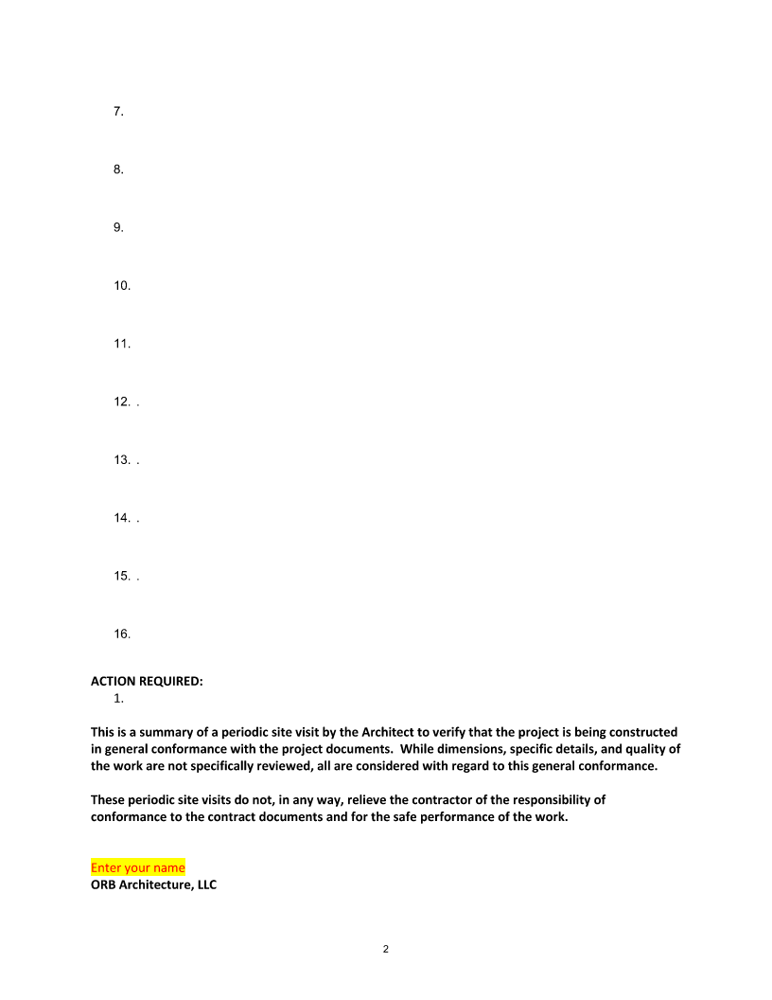 7.
8.
9.
10.
11.
12. .
13. .
14. .
15. .
16.
ACTION REQUIRED:
1.
This is a summary of a periodic site visit by the Architect to verify that the project is being constructed
in general conformance with the project documents.  While dimensions, specific details, and quality of
the work are not specifically reviewed, all are considered with regard to this general conformance.
These periodic site visits do not, in any way, relieve the contractor of the responsibility of
conformance to the contract documents and for the safe performance of the work.
Enter your name
ORB Architecture, LLC
2